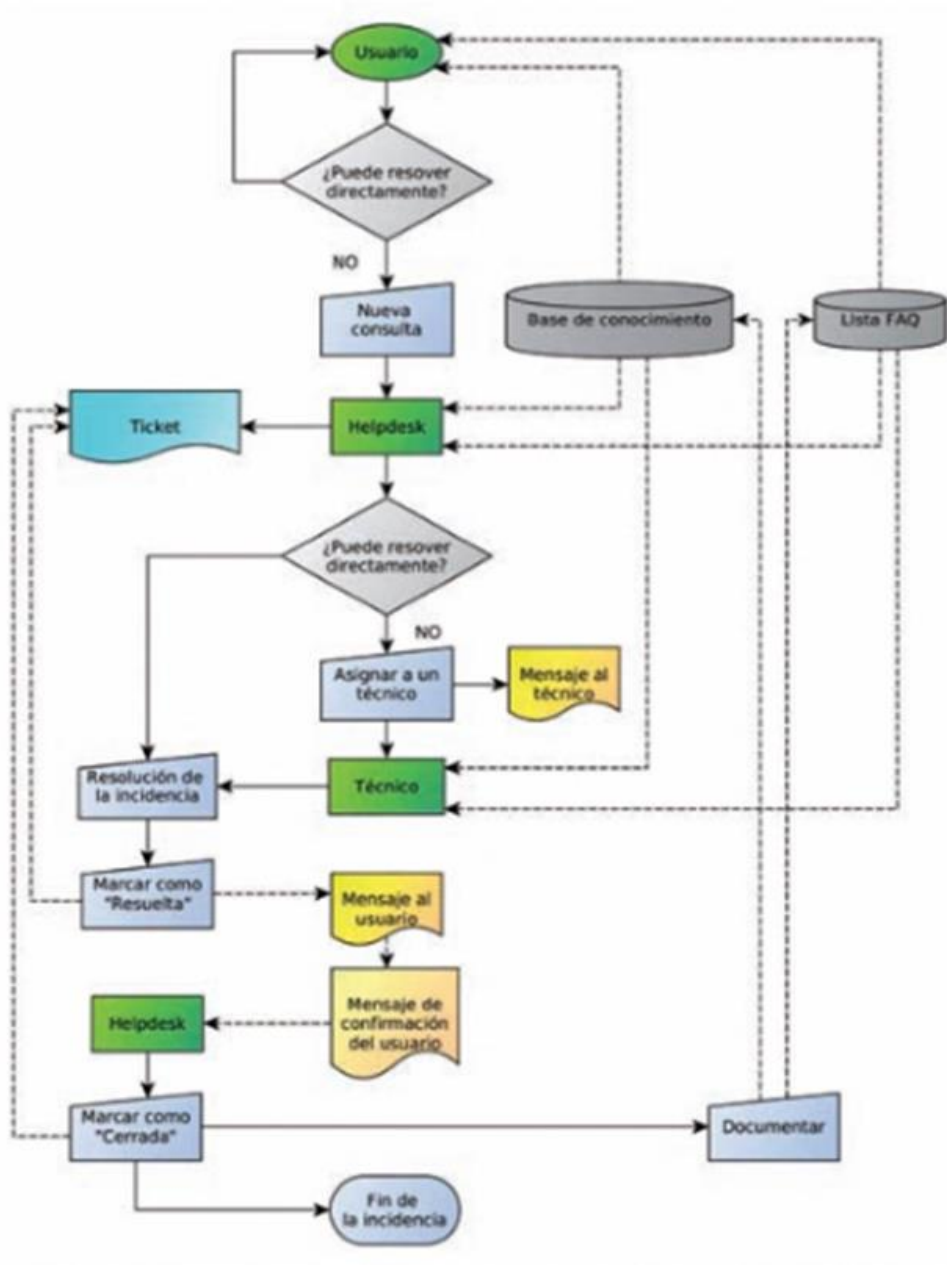 Usuario
¿Puede resover
directamente?
NO
Nueva
consulta
Base de conocimiento
Lista FAQ
Ticket
Helpdesk
¿Puede resover
directamente?
NO
Asignar a un
técnico
Mensaje al
técnico
Resolución de
la incidencia
Técnico
Marcar como
"Resuelta"
Mensaje al
usuario
Mensaje de
confirmación
del usuario
Helpdesk
Marcar como
"Cerrada"
Documentar
Fin de
la incidencia